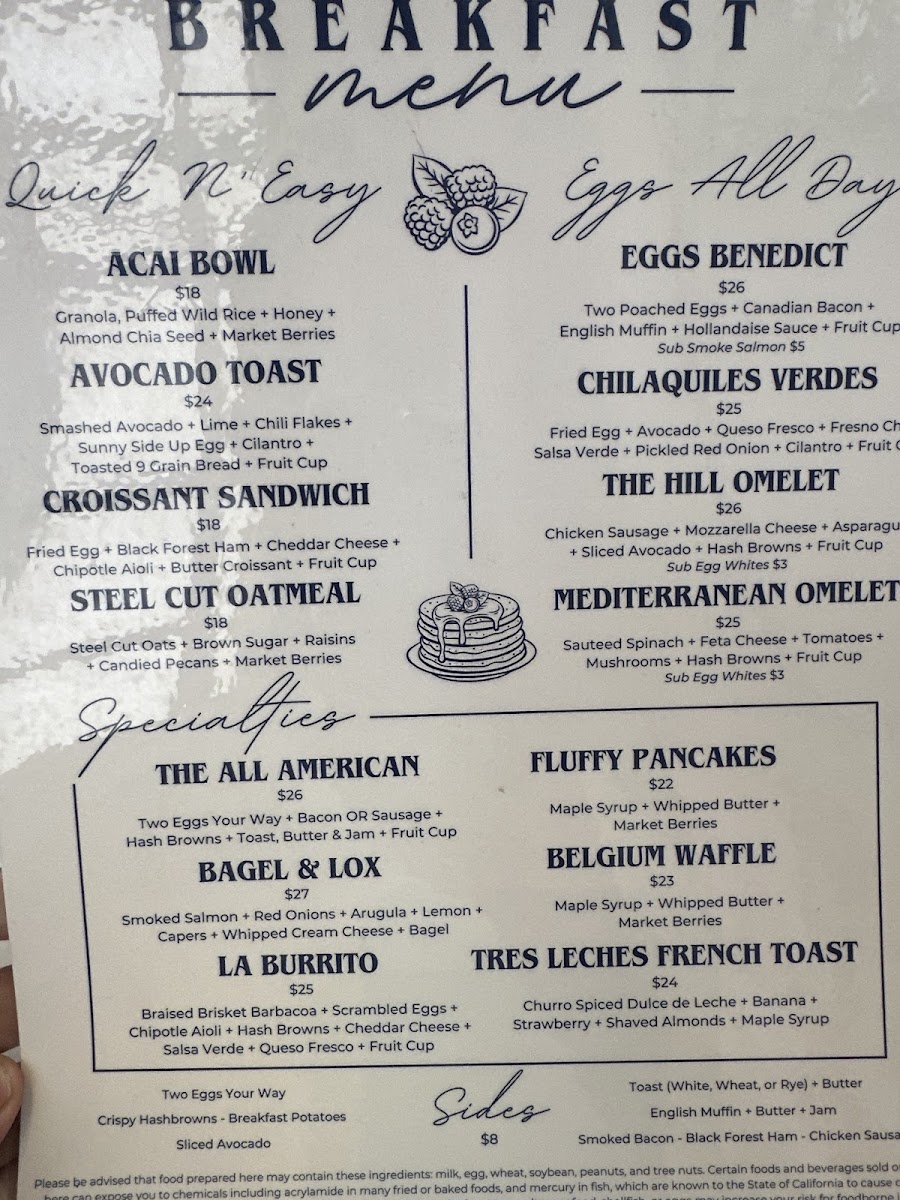 BREAKFAST
menu
Quick N' Easy
ACAI BOWL
$18
Granola, Puffed Wild Rice + Honey +
Almond Chia Seed + Market Berries
AVOCADO TOAST
$24
Smashed Avocado + Lime + Chili Flakes +
Sunny Side Up Egg + Cilantro +
Toasted 9 Grain Bread + Fruit Cup
CROISSANT SANDWICH
$18
Fried Egg + Black Forest Ham + Cheddar Cheese +
Chipotle Aioli + Butter Croissant + Fruit Cup
STEEL CUT OATMEAL
$18
Steel Cut Oats + Brown Sugar + Raisins
+ Candied Pecans + Market Berries
Eggs All Day
EGGS BENEDICT
$26
Two Poached Eggs + Canadian Bacon +
English Muffin + Hollandaise Sauce + Fruit Cup
Sub Smoke Salmon $5
CHILAQUILES VERDES
$25
Fried Egg + Avocado + Queso Fresco + Fresno
Salsa Verde + Pickled Red Onion + Cilantro + Fruit
THE HILL OMELET
$26
Chicken Sausage + Mozzarella Cheese + Asparagu
+ Sliced Avocado + Hash Browns + Fruit Cup
Sub Egg Whites $3
MEDITERRANEAN OMELET
$25
Sauteed Spinach + Feta Cheese + Tomatoes +
Mushrooms + Hash Browns + Fruit Cup
Sub Egg Whites $3
Specialties
THE ALL AMERICAN
$26
Two Eggs Your Way + Bacon OR Sausage +
Hash Browns + Toast, Butter & Jam + Fruit Cup
BAGEL & LOX
$27
Smoked Salmon + Red Onions + Arugula + Lemon +
Capers + Whipped Cream Cheese + Bagel
LA BURRITO
$25
Braised Brisket Barbacoa + Scrambled Eggs +
Chipotle Aioli + Hash Browns + Cheddar Cheese +
Salsa Verde + Queso Fresco + Fruit Cup
FLUFFY PANCAKES
$22
Maple Syrup + Whipped Butter +
Market Berries
BELGIUM WAFFLE
$23
Maple Syrup + Whipped Butter +
Market Berries
TRES LECHES FRENCH TOAST
$24
Churro Spiced Dulce de Leche + Banana +
Strawberry + Shaved Almonds + Maple Syrup
Sides
$8
Two Eggs Your Way
Crispy Hashbrowns - Breakfast Potatoes
Sliced Avocado
Toast (White, Wheat, or Rye) + Butter
English Muffin + Butter + Jam
Smoked Bacon - Black Forest Ham - Chicken Sausa
Please be advised that food prepared here may contain these ingredients: milk, egg, wheat, soybean, peanuts, and tree nuts. Certain foods and beverages sold o
here can expose you to chemicals including acrylamide in many fried or baked foods, and mercury in fish, which are known to the State of California to cause